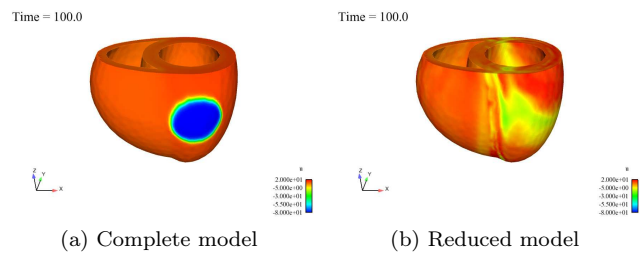 Time = 100.0
Time = 100.0
Z
Y
X
Z
Y
X
2.000e+01
-5.000e+00
-3.000e+01
-5.500e+01
-8.000e+01
2.000e+01
-5.000e+00
-3.000e+01
-5.500e+01
-8.000e+01
(a) Complete model
(b) Reduced model